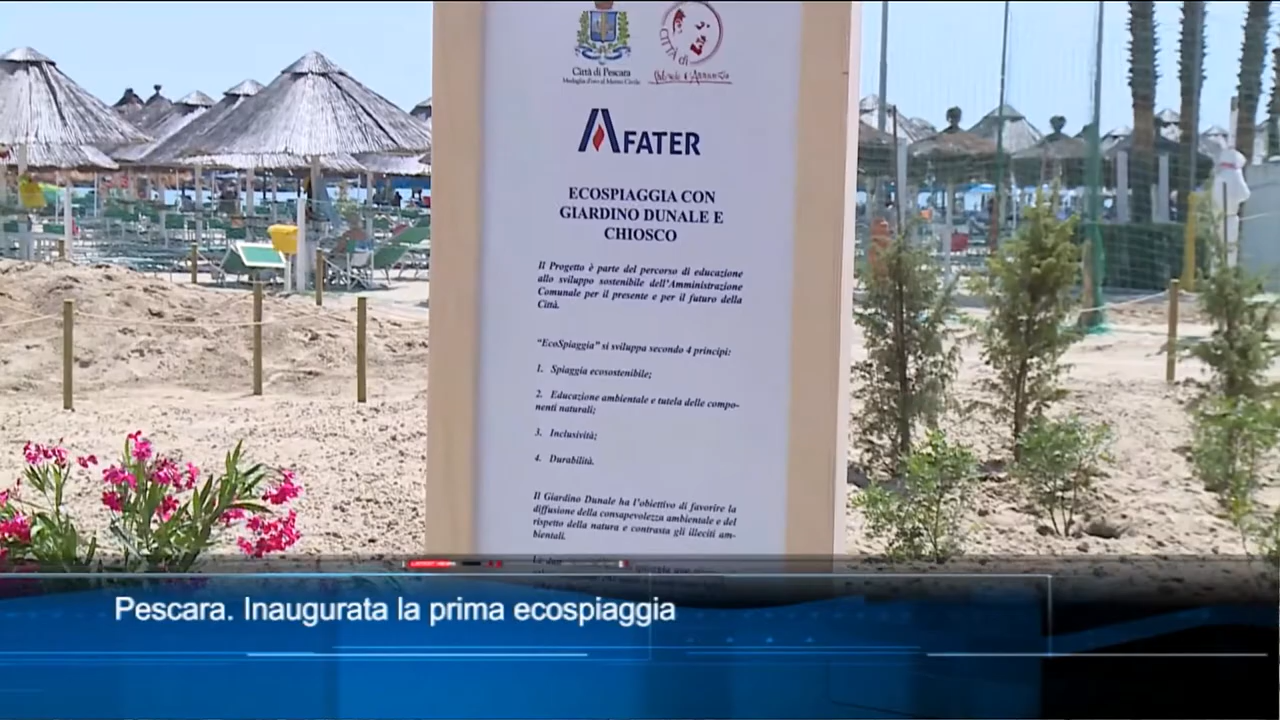 Città di Pescara
Medaglia d'oro al Merito Civile
CITTÀ di
Gabriele d'Annunzio
FATER
ECOSPIAGGIA CON
GIARDINO DUNALE E
CHIOSCO
Il Progetto è parte del percorso di educazione
allo sviluppo sostenibile dell'Amministrazione
Comunale per il presente e per il futuro della
Città.
"EcoSpiaggia" si sviluppa secondo 4 principi:
1. Spiaggia ecosostenibile;
2. Educazione ambientale e tutela delle compo-
nenti naturali;
3. Inclusività;
4. Durabilità.
Il Giardino Dunale ha l'obiettivo di favorire la
diffusione della consapevolezza ambientale e del
rispetto della natura e contrasta gli illeciti am-
bientali.
LATEST NEWS
Pescara. Inaugurata la prima ecospiaggia